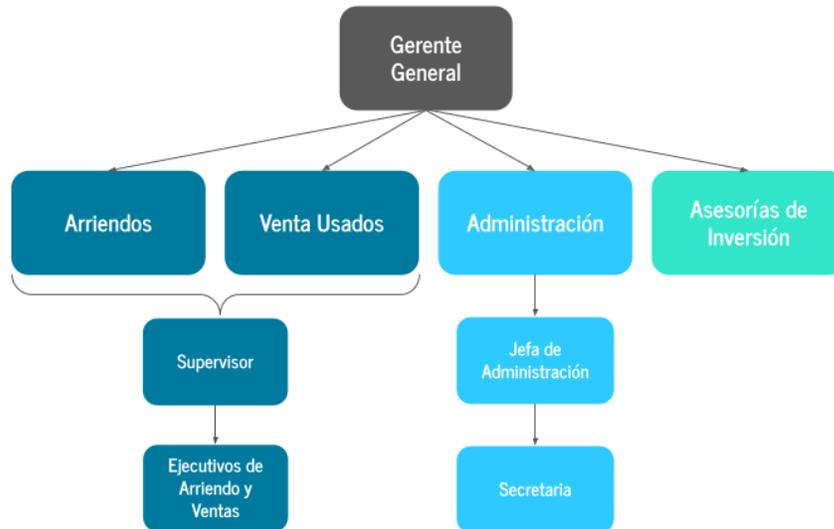 Gerente
General
Arriendos
Venta Usados
Administración
Asesorías de
Inversión
Supervisor
Jefa de
Administración
Ejecutivos de
Arriendo y
Ventas
Secretaria